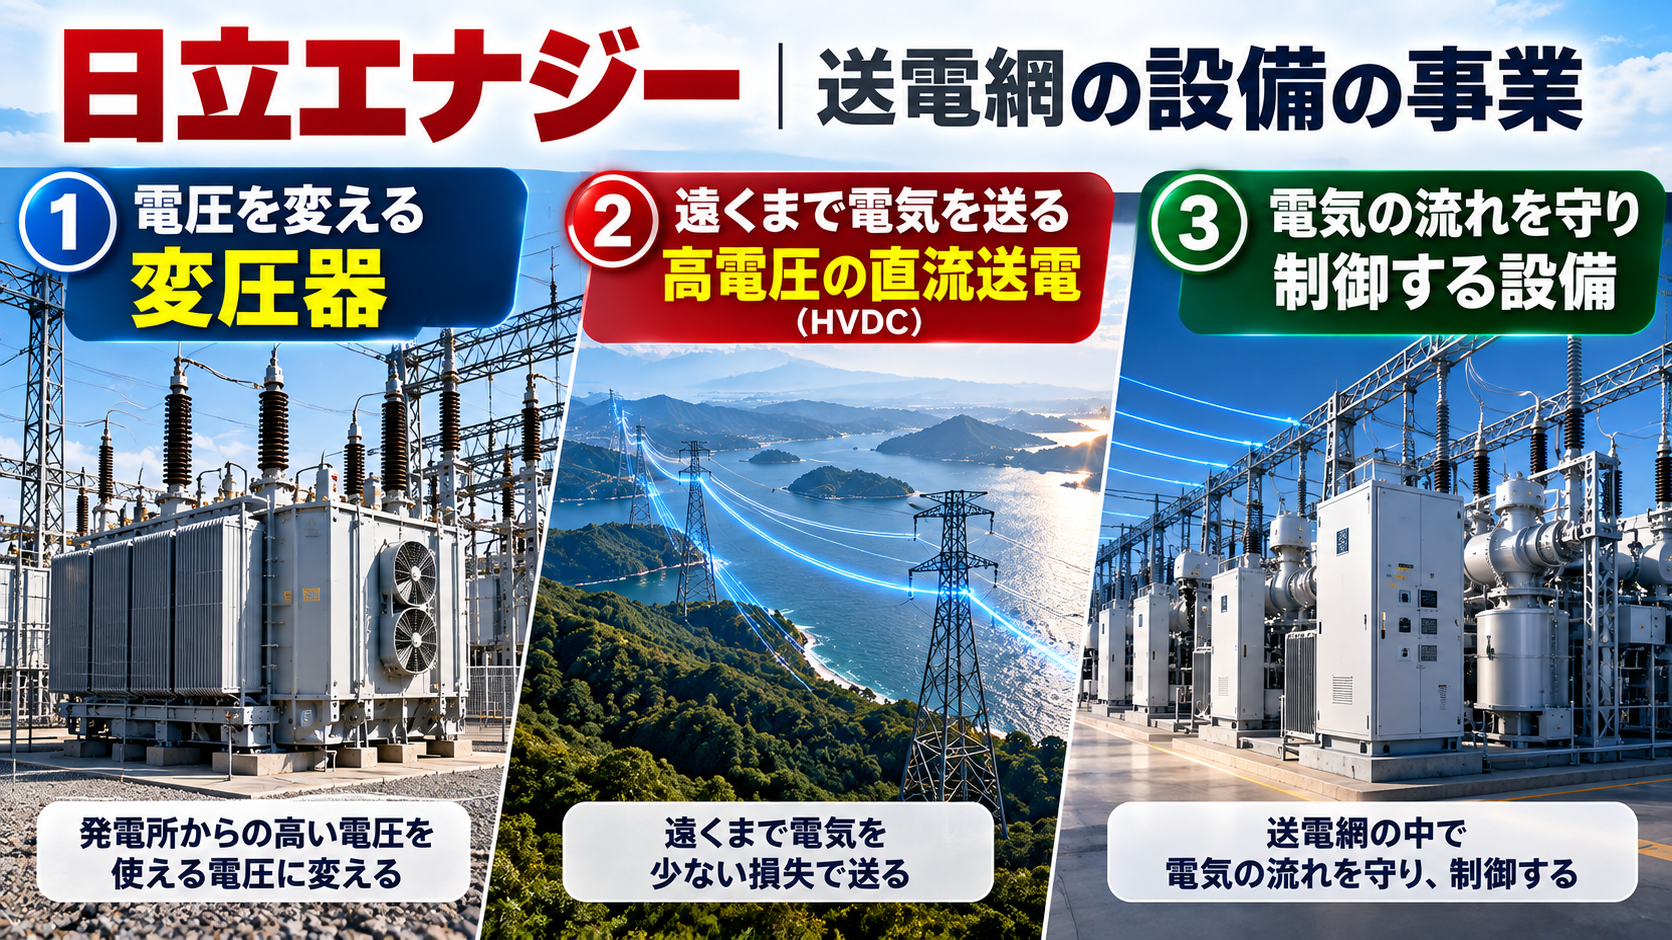 日立エナジー｜送電網の設備の事業
1 電圧を変える
変圧器
2 遠くまで電気を送る
高電圧の直流送電
（HVDC）
3 電気の流れを守り
制御する設備
発電所からの高い電圧を
使える電圧に変える
遠くまで電気を
少ない損失で送る
送電網の中で
電気の流れを守り、制御する